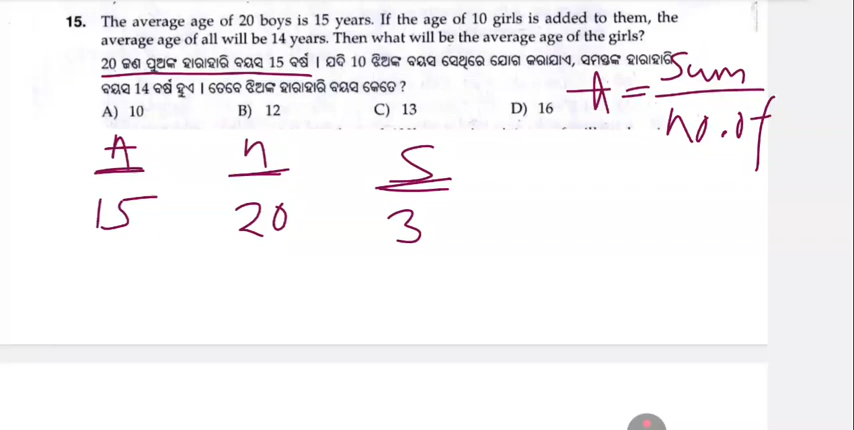 15. The average age of 20 boys is 15 years. If the age of 10 girls is added to them, the
average age of all will be 14 years. Then what will be the average age of the girls?
20 ଜଣ ପୁଅଙ୍କ ହାରାହାରି ବୟସ 15 ବର୍ଷ । ଯଦି 10 ଝିଅଙ୍କ ବୟସ ସେଥିରେ ଯୋଗ କରାଯାଏ, ସମସ୍ତଙ୍କ ହାରାହାରି
ବୟସ 14 ବର୍ଷ ହୁଏ । ତେବେ ଝିଅଙ୍କ ହାରାହାରି ବୟସ କେତେ ?
A) 10 B) 12 C) 13 D) 16
A = Sum
no. of
A n S
15 20 3